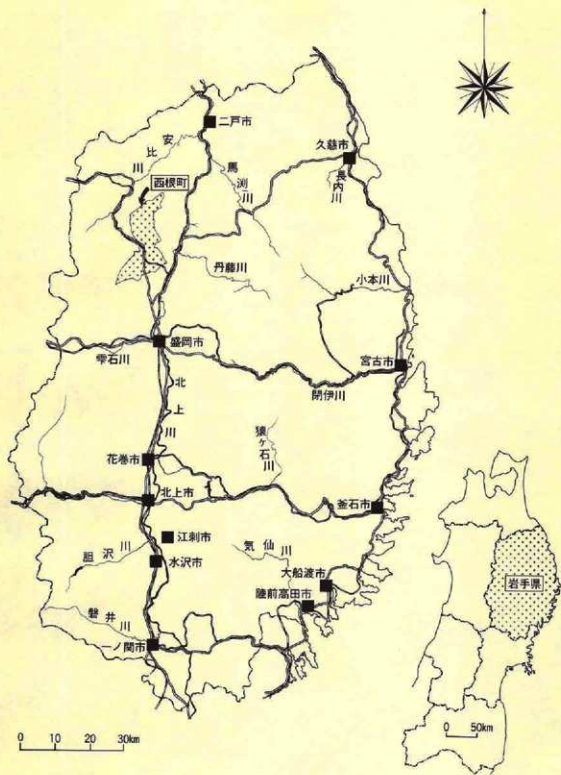 二戸市
安比川
久慈市
馬渕川
長内川
西根町
丹藤川
小本川
盛岡市
雫石川
宮古市
閉伊川
北上川
猿ヶ石川
花巻市
北上市
釜石市
江刺市
胆沢川
水沢市
気仙川
大船渡市
陸前高田市
磐井川
一ノ関市
岩手県
0 10 20 30km
0 50km